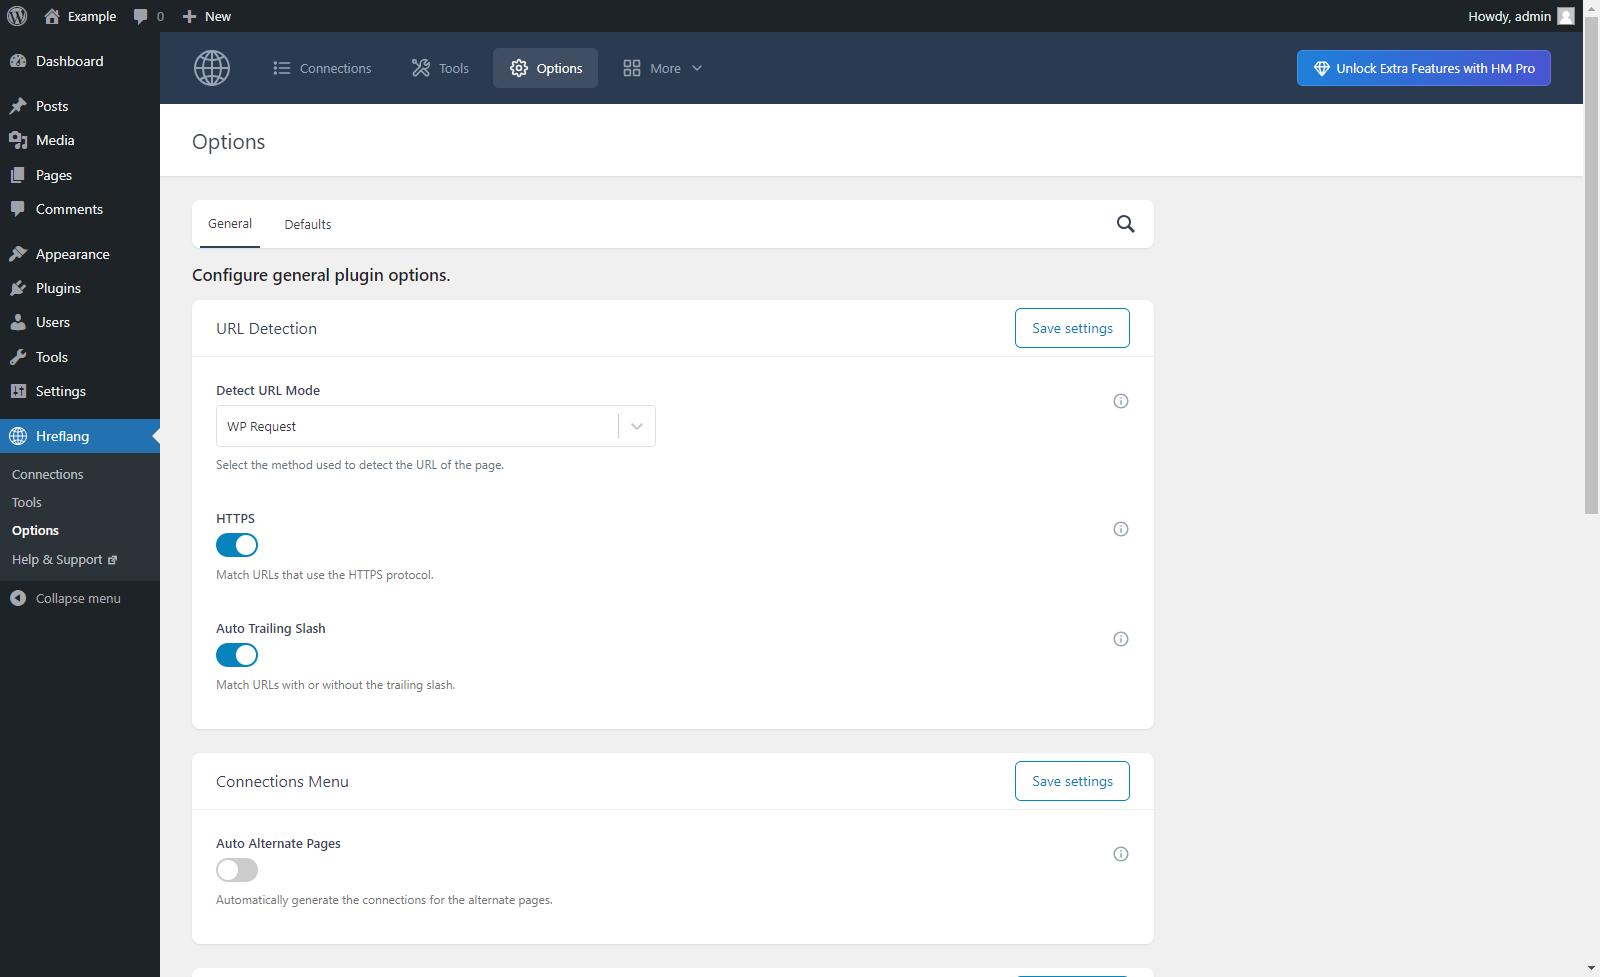 Example
0
New
Howdy, admin
Dashboard
Posts
Media
Pages
Comments
Appearance
Plugins
Users
Tools
Settings
Hreflang
Connections
Tools
Options
Help & Support
Collapse menu
Connections
Tools
Options
More
Unlock Extra Features with HM Pro
Options
General
Defaults
Configure general plugin options.
URL Detection
Save settings
Detect URL Mode
WP Request
Select the method used to detect the URL of the page.
HTTPS
Match URLs that use the HTTPS protocol.
Auto Trailing Slash
Match URLs with or without the trailing slash.
Connections Menu
Save settings
Auto Alternate Pages
Automatically generate the connections for the alternate pages.